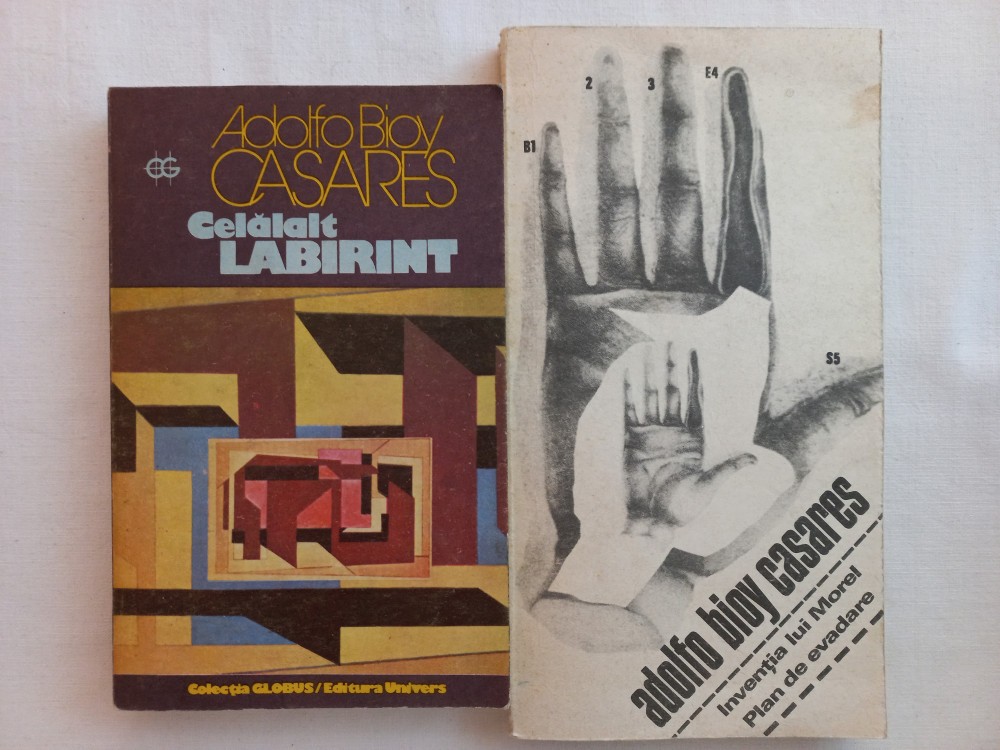 Adolfo Bioy
CASARES
Celălalt
LABIRINT
Colecția GLOBUS/Editura Univers
B1
2
3
E4
S5
adolfo bioy casares
Invenția lui Morel
Plan de evadare